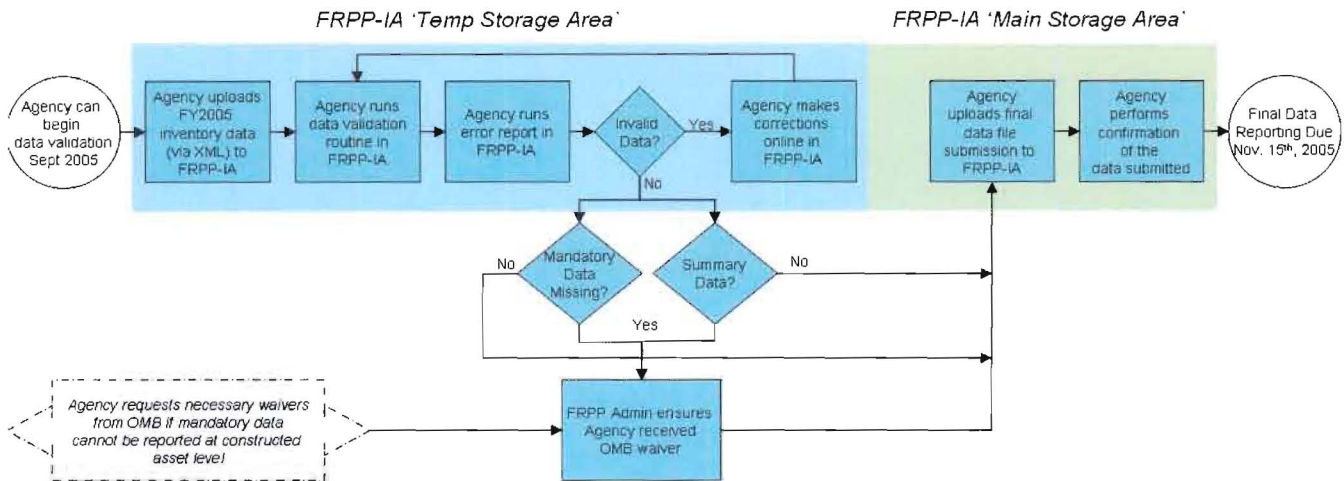 FRPP-IA 'Temp Storage Area'
FRPP-IA 'Main Storage Area'
Agency can
begin
data validation
Sept 2005
Agency uploads
FY2005
inventory data
(via XML) to
FRPP-IA
Agency runs
data validation
routine in
FRPP-IA
Agency runs
error report in
FRPP-IA
Invalid
Data?
Yes
Agency makes
corrections
online in
FRPP-IA
Agency
uploads final
data file
submission to
FRPP-IA
Agency
performs
confirmation
of the
data submitted
Final Data
Reporting Due
Nov. 15th, 2005
No
Mandatory
Data
Missing?
No
Summary
Data?
No
Yes
Agency requests necessary waivers
from OMB if mandatory data
cannot be reported at constructed
asset level
FRPP Admin ensures
Agency received
OMB waiver